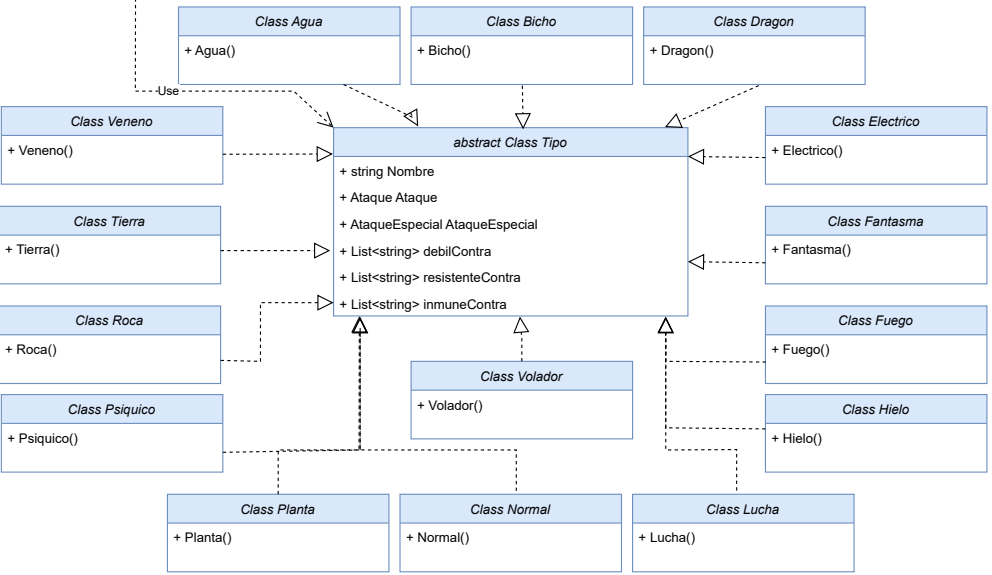 Class Agua
+ Agua()
Class Bicho
+ Bicho()
Class Dragon
+ Dragon()
Use
Class Veneno
+ Veneno()
abstract Class Tipo
+ string Nombre
+ Ataque Ataque
+ AtaqueEspecial AtaqueEspecial
+ List<string> debilContra
+ List<string> resistenteContra
+ List<string> inmuneContra
Class Electrico
+ Electrico()
Class Tierra
+ Tierra()
Class Fantasma
+ Fantasma()
Class Roca
+ Roca()
Class Fuego
+ Fuego()
Class Volador
+ Volador()
Class Psiquico
+ Psiquico()
Class Hielo
+ Hielo()
Class Planta
+ Planta()
Class Normal
+ Normal()
Class Lucha
+ Lucha()